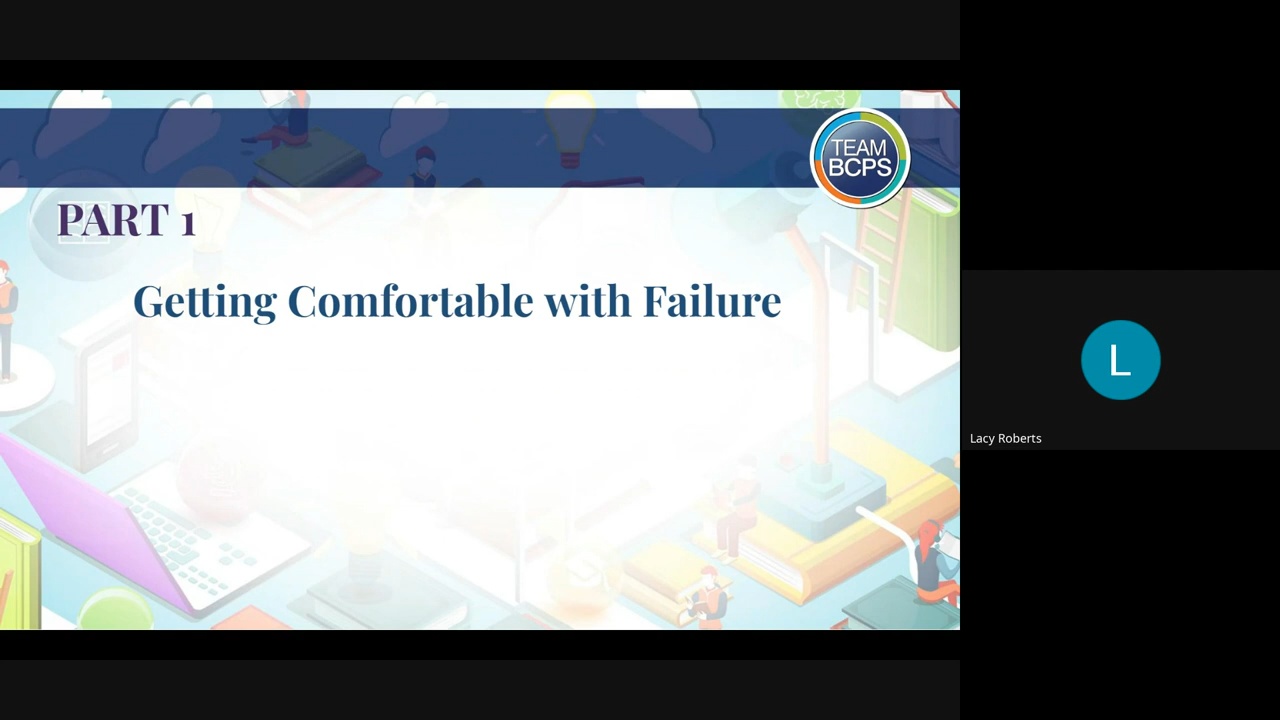 TEAM
BCPS
PART 1
Getting Comfortable with Failure
L
Lacy Roberts